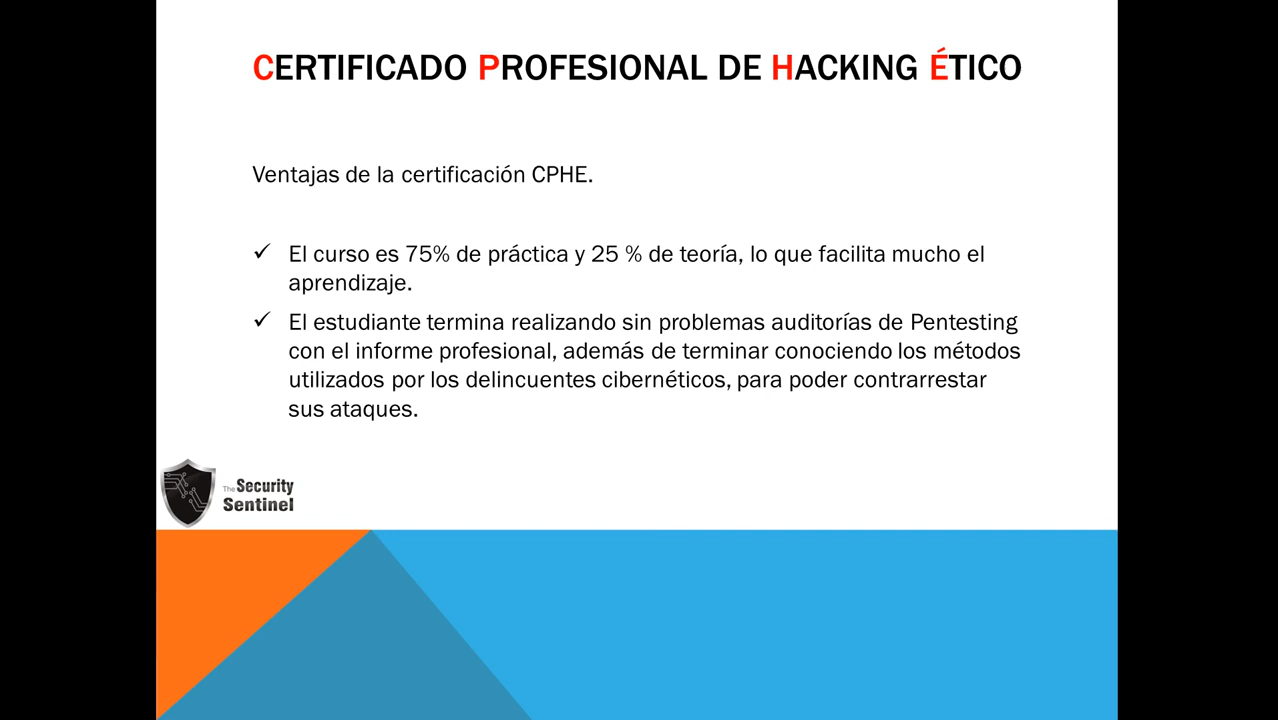 CERTIFICADO PROFESIONAL DE HACKING ÉTICO
Ventajas de la certificación CPHE.
✓ El curso es 75% de práctica y 25 % de teoría, lo que facilita mucho el
aprendizaje.
✓ El estudiante termina realizando sin problemas auditorías de Pentesting
con el informe profesional, además de terminar conociendo los métodos
utilizados por los delincuentes cibernéticos, para poder contrarrestar
sus ataques.
The Security
Sentinel